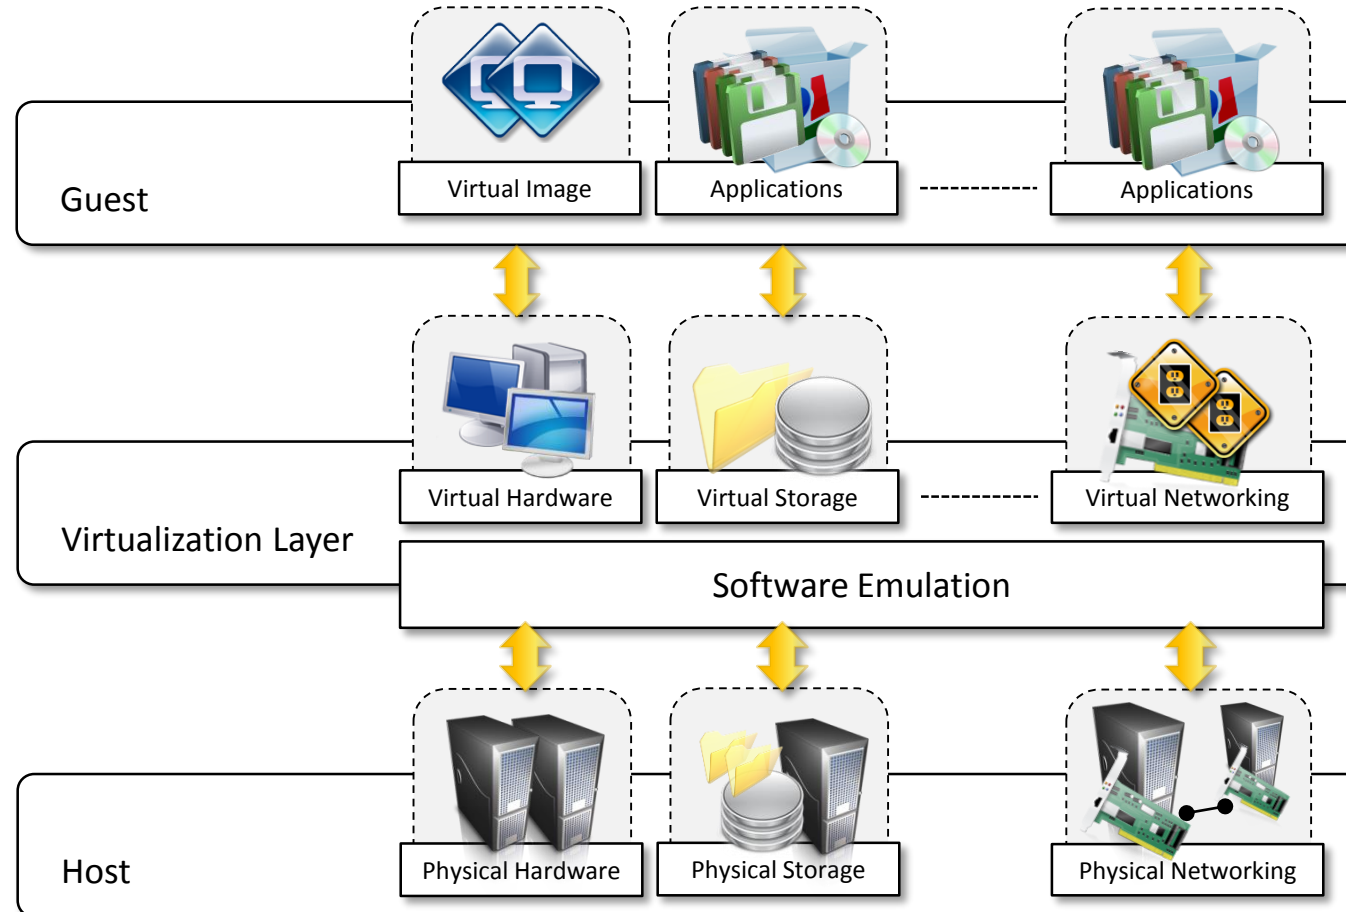 Guest
Virtual Image
Applications
Applications
Virtualization Layer
Virtual Hardware
Virtual Storage
Virtual Networking
Software Emulation
Host
Physical Hardware
Physical Storage
Physical Networking